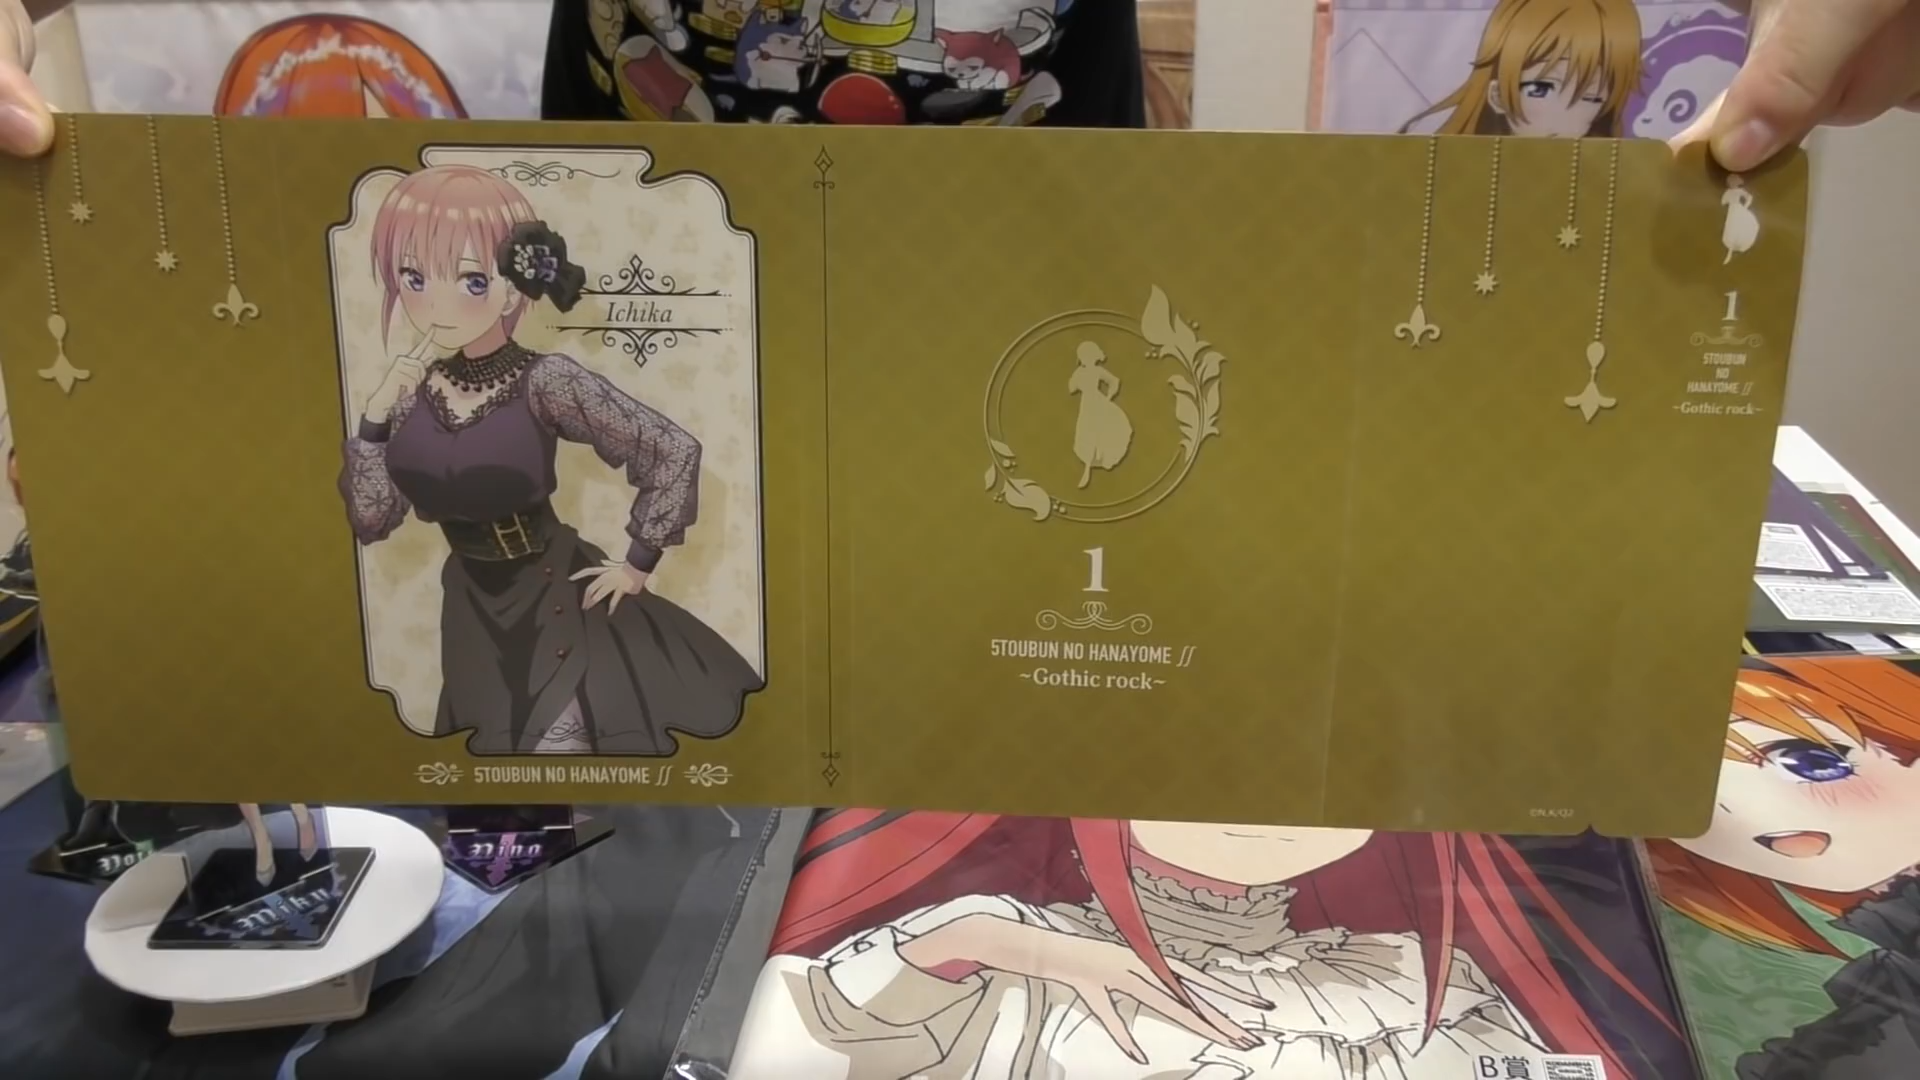 Ichika
5TOUBUN NO HANAYOME ∬
1
5TOUBUN NO HANAYOME ∬
~Gothic rock~
1
5TOUBUN
NO
HANAYOME ∬
~Gothic rock~
Nino
Miku
B賞